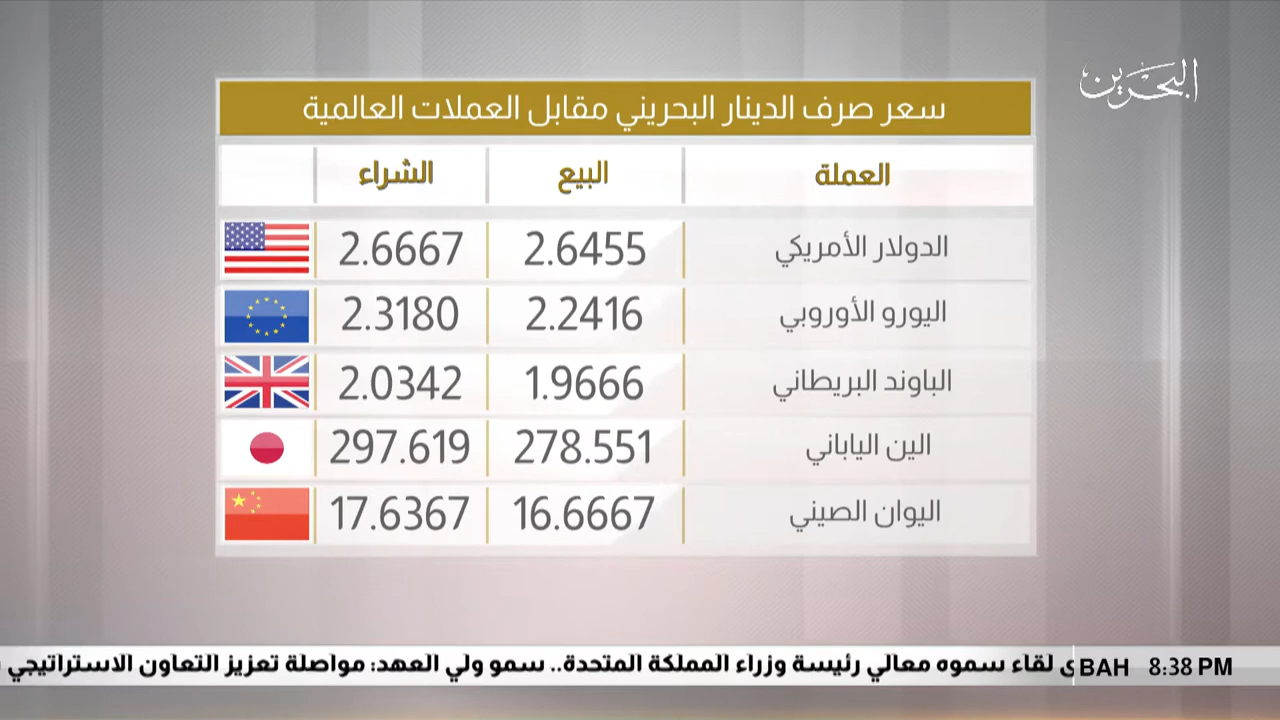 البحرين
سعر صرف الدينار البحريني مقابل العملات العالمية
العملة البيع الشراء
الدولار الأمريكي 2.6455 2.6667
اليورو الأوروبي 2.2416 2.3180
الباوند البريطاني 1.9666 2.0342
الين الياباني 278.551 297.619
اليوان الصيني 16.6667 17.6367
لقاء سموه معالي رئيسة وزراء المملكة المتحدة.. سمو ولي العهد: مواصلة تعزيز التعاون الاستراتيجي
BAH 8:38 PM